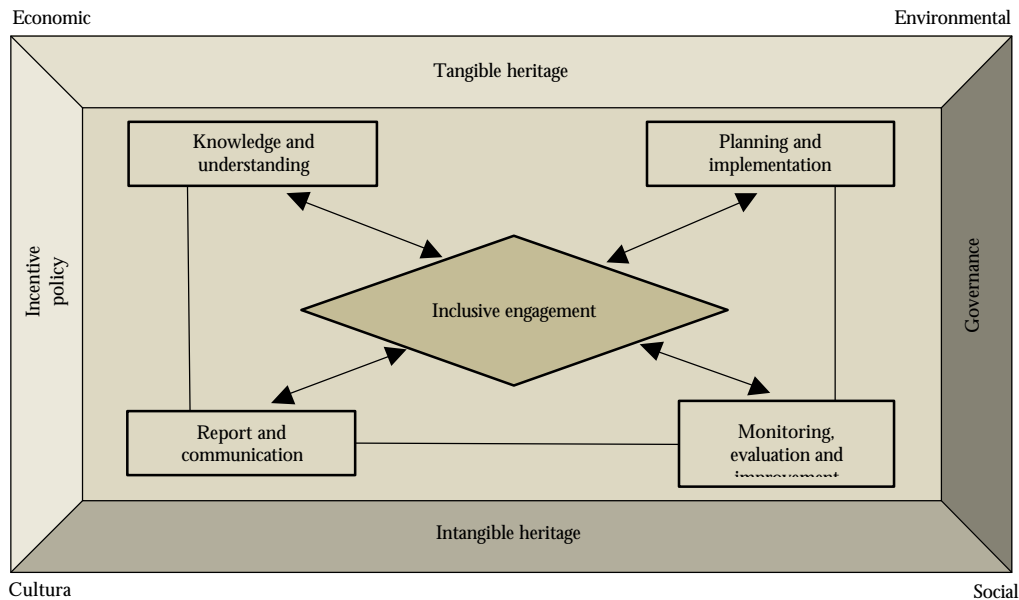 Economic
Environmental
Tangible heritage
Knowledge and
understanding
Planning and
implementation
Incentive
policy
Inclusive engagement
Governance
Report and
communication
Monitoring,
evaluation and
improvement
Intangible heritage
Cultura
Social